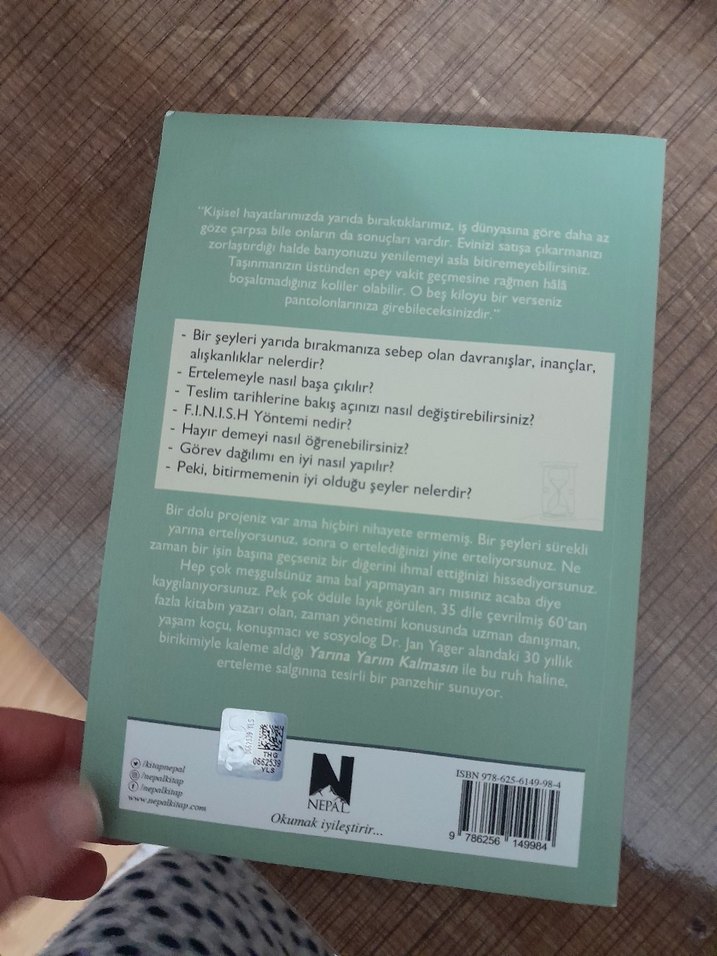 "Kişisel hayatlarımızda yarıda bıraktıklarımız, iş dünyasına göre daha az
göze çarpsa bile onların da sonuçları vardır. Evinizi satışa çıkarmanızı
zorlaştırdığı halde banyonuzu yenilemeyi asla bitiremeyebilirsiniz.
Taşınmanızın üstünden epey vakit geçmesine rağmen hâlâ
boşaltmadığınız koliler olabilir. O beş kiloyu bir verseniz
pantolonlarınıza girebileceksinizdir."
- Bir şeyleri yarıda bırakmanıza sebep olan davranışlar, inançlar,
alışkanlıklar nelerdir?
- Ertelemeyle nasıl başa çıkılır?
- Teslim tarihlerine bakış açınızı nasıl değiştirebilirsiniz?
- F.I.N.I.S.H Yöntemi nedir?
- Hayır demeyi nasıl öğrenebilirsiniz?
- Görev dağılımı en iyi nasıl yapılır?
- Peki, bitirmemenin iyi olduğu şeyler nelerdir?
Bir dolu projeniz var ama hiçbiri nihayete ermemiş. Bir şeyleri sürekli
yarına erteliyorsunuz, sonra o ertelediğinizi yine erteliyorsunuz. Ne
zaman bir işin başına geçseniz bir diğerini ihmal ettiğinizi hissediyorsunuz.
Hep çok meşgulsünüz ama bal yapmayan arı mısınız acaba diye
kaygılanıyorsunuz. Pek çok ödüle layık görülen, 35 dile çevrilmiş 60'tan
fazla kitabın yazarı olan, zaman yönetimi konusunda uzman danışman,
yaşam koçu, konuşmacı ve sosyolog Dr. Jan Yager alandaki 30 yıllık
birikimiyle kaleme aldığı Yarına Yarım Kalmasın ile bu ruh haline,
erteleme salgınına tesirli bir panzehir sunuyor.
/kitapnepal
/nepalkitap
/nepalkitap
www.nepalkitap.com
0662539 YLS
THG
0662539
YLS
N
NEPAL
Okumak iyileştirir...
ISBN 978-625-6149-98-4
9 786256 149984